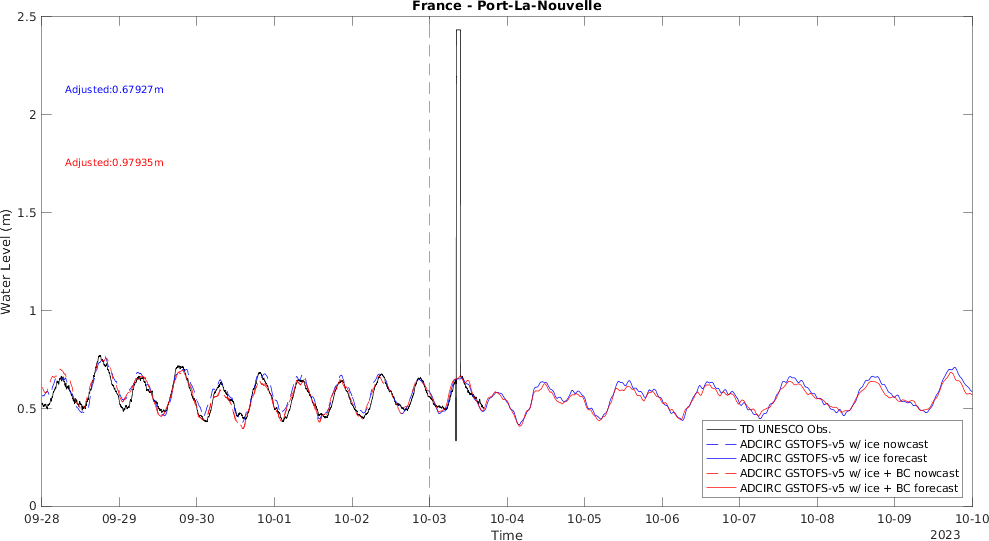 France - Port-La-Nouvelle
2.5
2
1.5
1
0.5
0
Water Level (m)
Adjusted:0.67927m
Adjusted:0.97935m
TD UNESCO Obs.
ADCIRC GSTOFS-v5 w/ ice nowcast
ADCIRC GSTOFS-v5 w/ ice forecast
ADCIRC GSTOFS-v5 w/ ice + BC nowcast
ADCIRC GSTOFS-v5 w/ ice + BC forecast
09-28 09-29 09-30 10-01 10-02 10-03 10-04 10-05 10-06 10-07 10-08 10-09 10-10
Time
2023